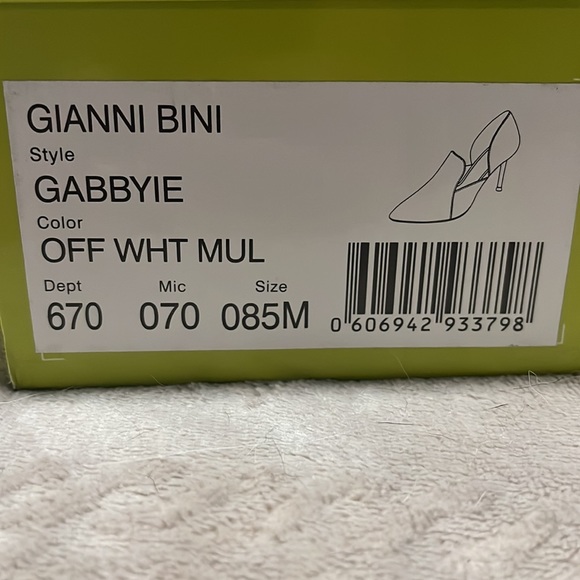 GIANNI BINI
Style
GABBYIE
Color
OFF WHT MUL
Dept Mic Size
670 070 085M
0 606942 933798